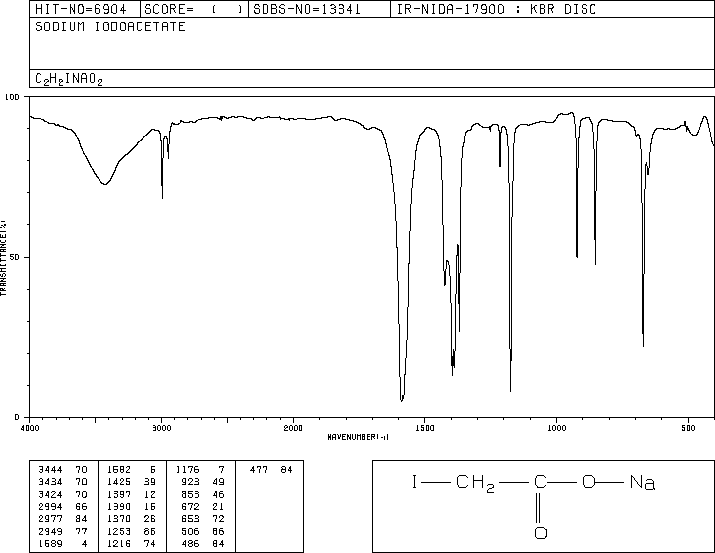 HIT-NO=6904 SCORE= ( ) SDBS-NO=13341 IR-NIDA-17900 : KBR DISC
SODIUM IODOACETATE
C2H2INAO2
100
50
0
TRANSMITTANCE(%)
4000 3000 2000 1500 1000 500
WAVENUMBER(-1)
3444 70 1582 6 1176 7 477 84
3434 70 1425 39 923 49
3424 70 1397 12 853 46
2994 66 1390 16 672 21
2977 84 1370 26 653 72
2949 77 1253 86 506 86
1589 4 1216 74 486 84
I CH2 C O Na
O